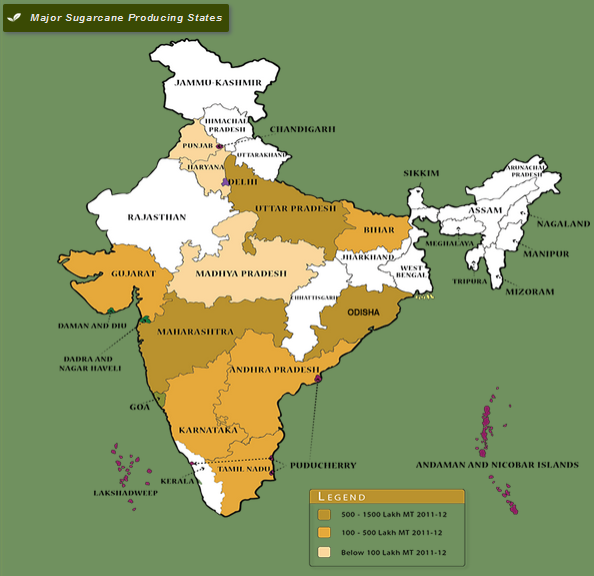 Major Sugarcane Producing States
JAMMU-KASHMIR
HIMACHAL
PRADESH
CHANDIGARH
PUNJAB
UTTARAKHAND
HARYANA
DELHI
SIKKIM
ARUNACHAL
PRADESH
RAJASTHAN
UTTAR PRADESH
ASSAM
NAGALAND
BIHAR
MEGHALAYA
MANIPUR
JHARKHAND
GUJARAT
MADHYA PRADESH
WEST
BENGAL
TRIPURA
MIZORAM
CHHATTISGARH
ODISHA
DAMAN AND DIU
MAHARASHTRA
DADRA AND
NAGAR HAVELI
ANDHRA PRADESH
GOA
KARNATAKA
PUDUCHERRY
ANDAMAN AND NICOBAR ISLANDS
TAMIL NADU
KERALA
LAKSHADWEEP
LEGEND
500 - 1500 Lakh MT 2011-12
100 - 500 Lakh MT 2011-12
Below 100 Lakh MT 2011-12